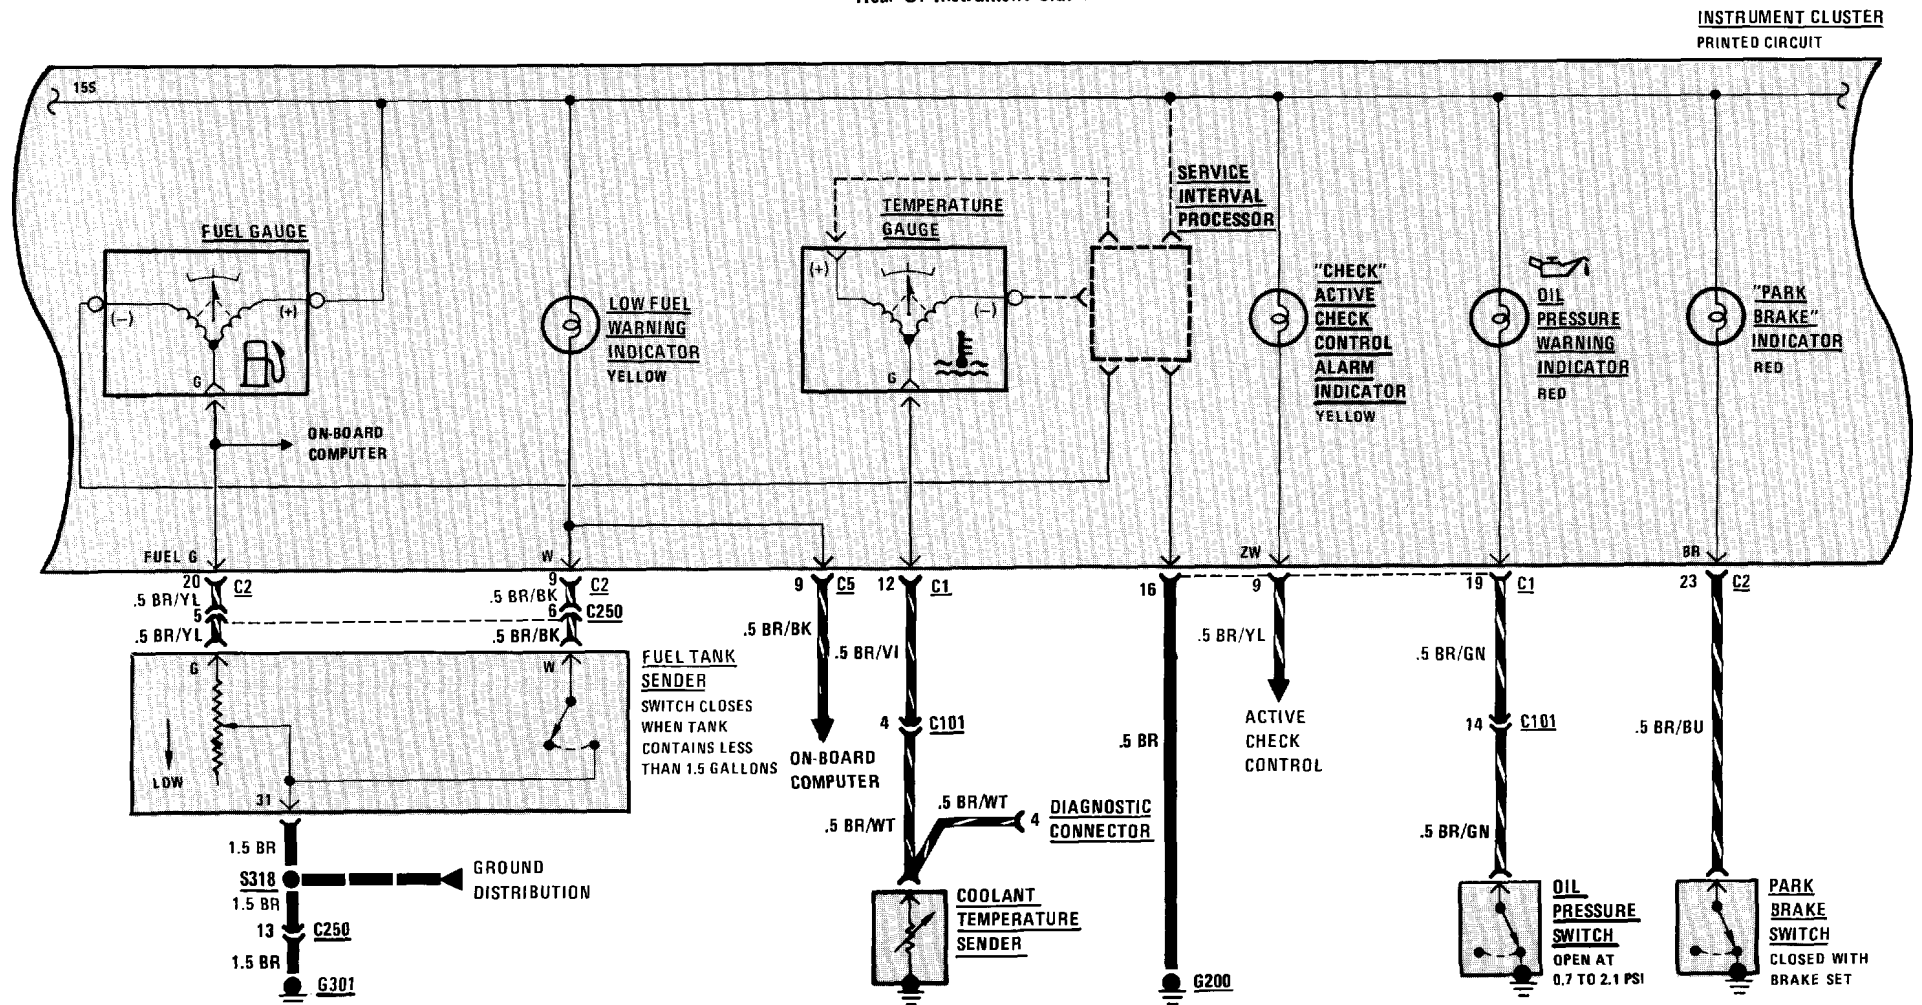 INSTRUMENT CLUSTER
PRINTED CIRCUIT
15S
FUEL GAUGE
(−)
(+)
G
ON-BOARD
COMPUTER
LOW FUEL
WARNING
INDICATOR
YELLOW
TEMPERATURE
GAUGE
(+)
(−)
G
SERVICE
INTERVAL
PROCESSOR
"CHECK"
ACTIVE
CHECK
CONTROL
ALARM
INDICATOR
YELLOW
OIL
PRESSURE
WARNING
INDICATOR
RED
"PARK
BRAKE"
INDICATOR
RED
FUEL G
W
ZW
BR
20
C2
9
C2
9
C5
12
C1
16
9
19
C1
23
C2
.5 BR/YL
.5 BR/BK
5
6
C250
.5 BR/YL
.5 BR/BK
.5 BR/BK
.5 BR/VI
.5 BR/YL
.5 BR/GN
G
W
LOW
31
FUEL TANK
SENDER
SWITCH CLOSES
WHEN TANK
CONTAINS LESS
THAN 1.5 GALLONS
ON-BOARD
COMPUTER
4
C101
.5 BR
ACTIVE
CHECK
CONTROL
14
C101
.5 BR/BU
.5 BR/WT
.5 BR/WT
4
DIAGNOSTIC
CONNECTOR
.5 BR/GN
1.5 BR
S318
GROUND
DISTRIBUTION
1.5 BR
13
C250
1.5 BR
G301
COOLANT
TEMPERATURE
SENDER
G200
OIL
PRESSURE
SWITCH
OPEN AT
0.7 TO 2.1 PSI
PARK
BRAKE
SWITCH
CLOSED WITH
BRAKE SET